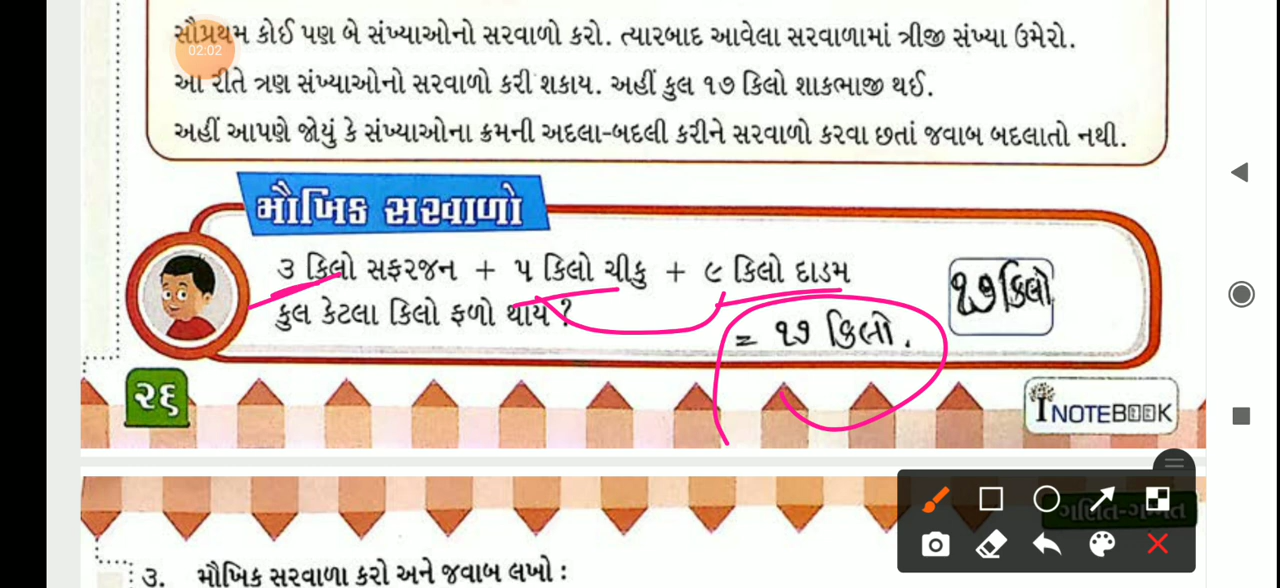 સૌપ્રથમ કોઈ પણ બે સંખ્યાઓનો સરવાળો કરો. ત્યારબાદ આવેલા સરવાળામાં ત્રીજી સંખ્યા ઉમેરો.
02:02
આ રીતે ત્રણ સંખ્યાઓનો સરવાળો કરી શકાય. અહીં કુલ ૧૭ કિલો શાકભાજી થઈ.
અહીં આપણે જોયું કે સંખ્યાઓના ક્રમની અદલા-બદલી કરીને સરવાળો કરવા છતાં જવાબ બદલાતો નથી.
મૌખિક સરવાળો
૩ કિલો સફરજન + ૫ કિલો ચીકુ + ૯ કિલો દાડમ
૧૭ કિલો
કુલ કેટલા કિલો ફળો થાય ?
= ૧૭ કિલો.
૨૬
NOTEBOOK
ગણિત-ગમ્મત
૩. મૌખિક સરવાળા કરો અને જવાબ લખો :